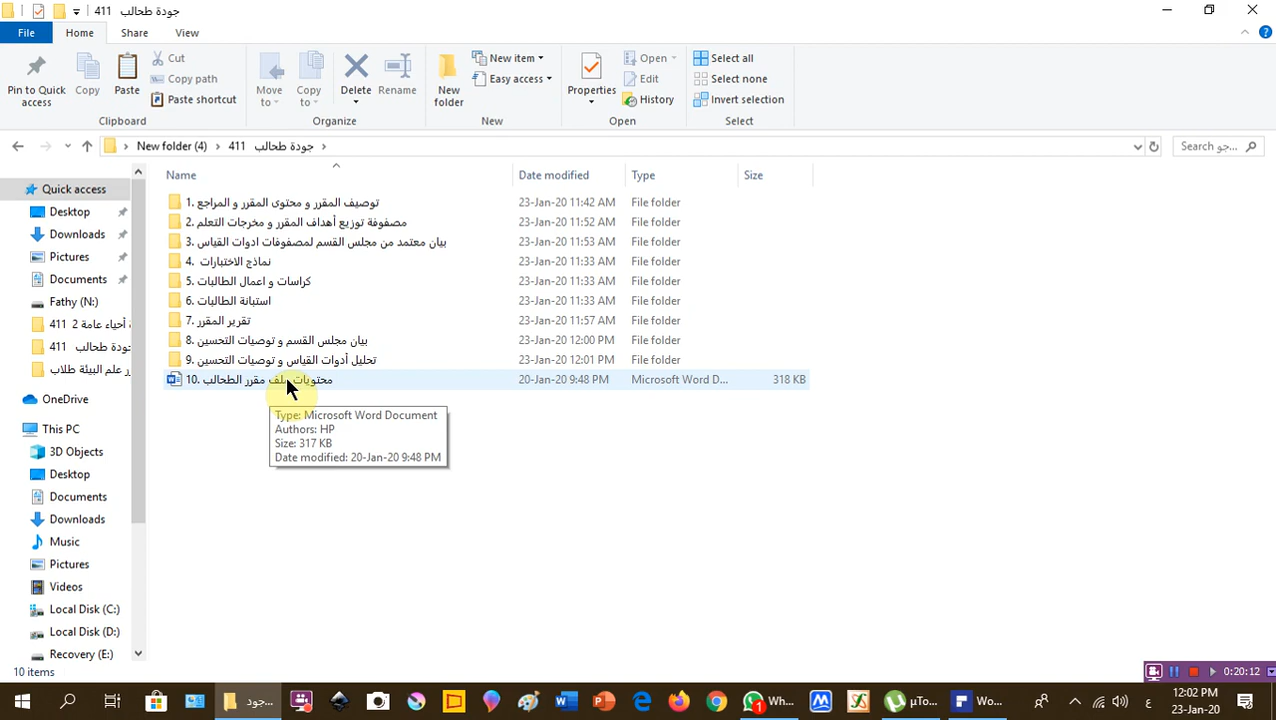 جودة طحالب 411
File Home Share View
Pin to Quick access
Copy
Paste
Cut
Copy path
Paste shortcut
Clipboard
Move to
Copy to
Delete
Rename
Organize
New folder
New item
Easy access
New
Properties
Open
Edit
History
Open
Select all
Select none
Invert selection
Select
New folder (4) › جودة طحالب 411 ›
Search جو...
Name Date modified Type Size
1. توصيف المقرر و محتوى المقرر و المراجع 23-Jan-20 11:42 AM File folder
2. مصفوفة توزيع أهداف المقرر و مخرجات التعلم 23-Jan-20 11:52 AM File folder
3. بيان معتمد من مجلس القسم لمصفوفات ادوات القياس 23-Jan-20 11:53 AM File folder
4. نماذج الاختبارات 23-Jan-20 11:33 AM File folder
5. كراسات و اعمال الطالبات 23-Jan-20 11:33 AM File folder
6. استبانة الطالبات 23-Jan-20 11:33 AM File folder
7. تقرير المقرر 23-Jan-20 11:57 AM File folder
8. بيان مجلس القسم و توصيات التحسين 23-Jan-20 12:00 PM File folder
9. تحليل أدوات القياس و توصيات التحسين 23-Jan-20 12:01 PM File folder
10. محتويات ملف مقرر الطحالب 20-Jan-20 9:48 PM Microsoft Word D... 318 KB
Type: Microsoft Word Document
Authors: HP
Size: 317 KB
Date modified: 20-Jan-20 9:48 PM
Quick access
Desktop
Downloads
Pictures
Documents
Fathy (N:)
أحياء عامة 2 411
جودة طحالب 411
علم البيئة طلاب
OneDrive
This PC
3D Objects
Desktop
Documents
Downloads
Music
Pictures
Videos
Local Disk (C:)
Local Disk (D:)
Recovery (E:)
10 items
0:20:12
جود...
Wh...
µTo...
Wo...
ع
12:02 PM
23-Jan-20